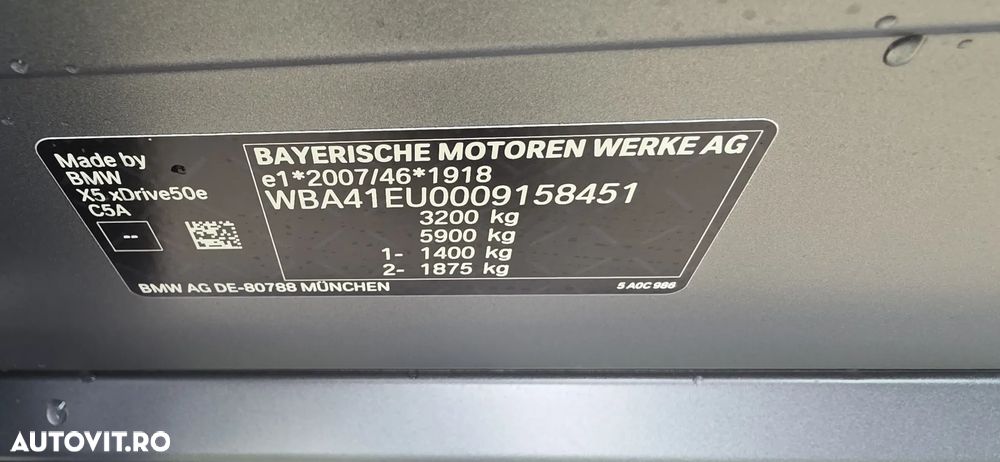 Made by
BMW
X5 xDrive50e
C5A
--
BAYERISCHE MOTOREN WERKE AG
e1*2007/46*1918
WBA41EU0009158451
3200 kg
5900 kg
1- 1400 kg
2- 1875 kg
BMW AG DE-80788 MÜNCHEN
5 A0C 986
AUTOVIT.RO